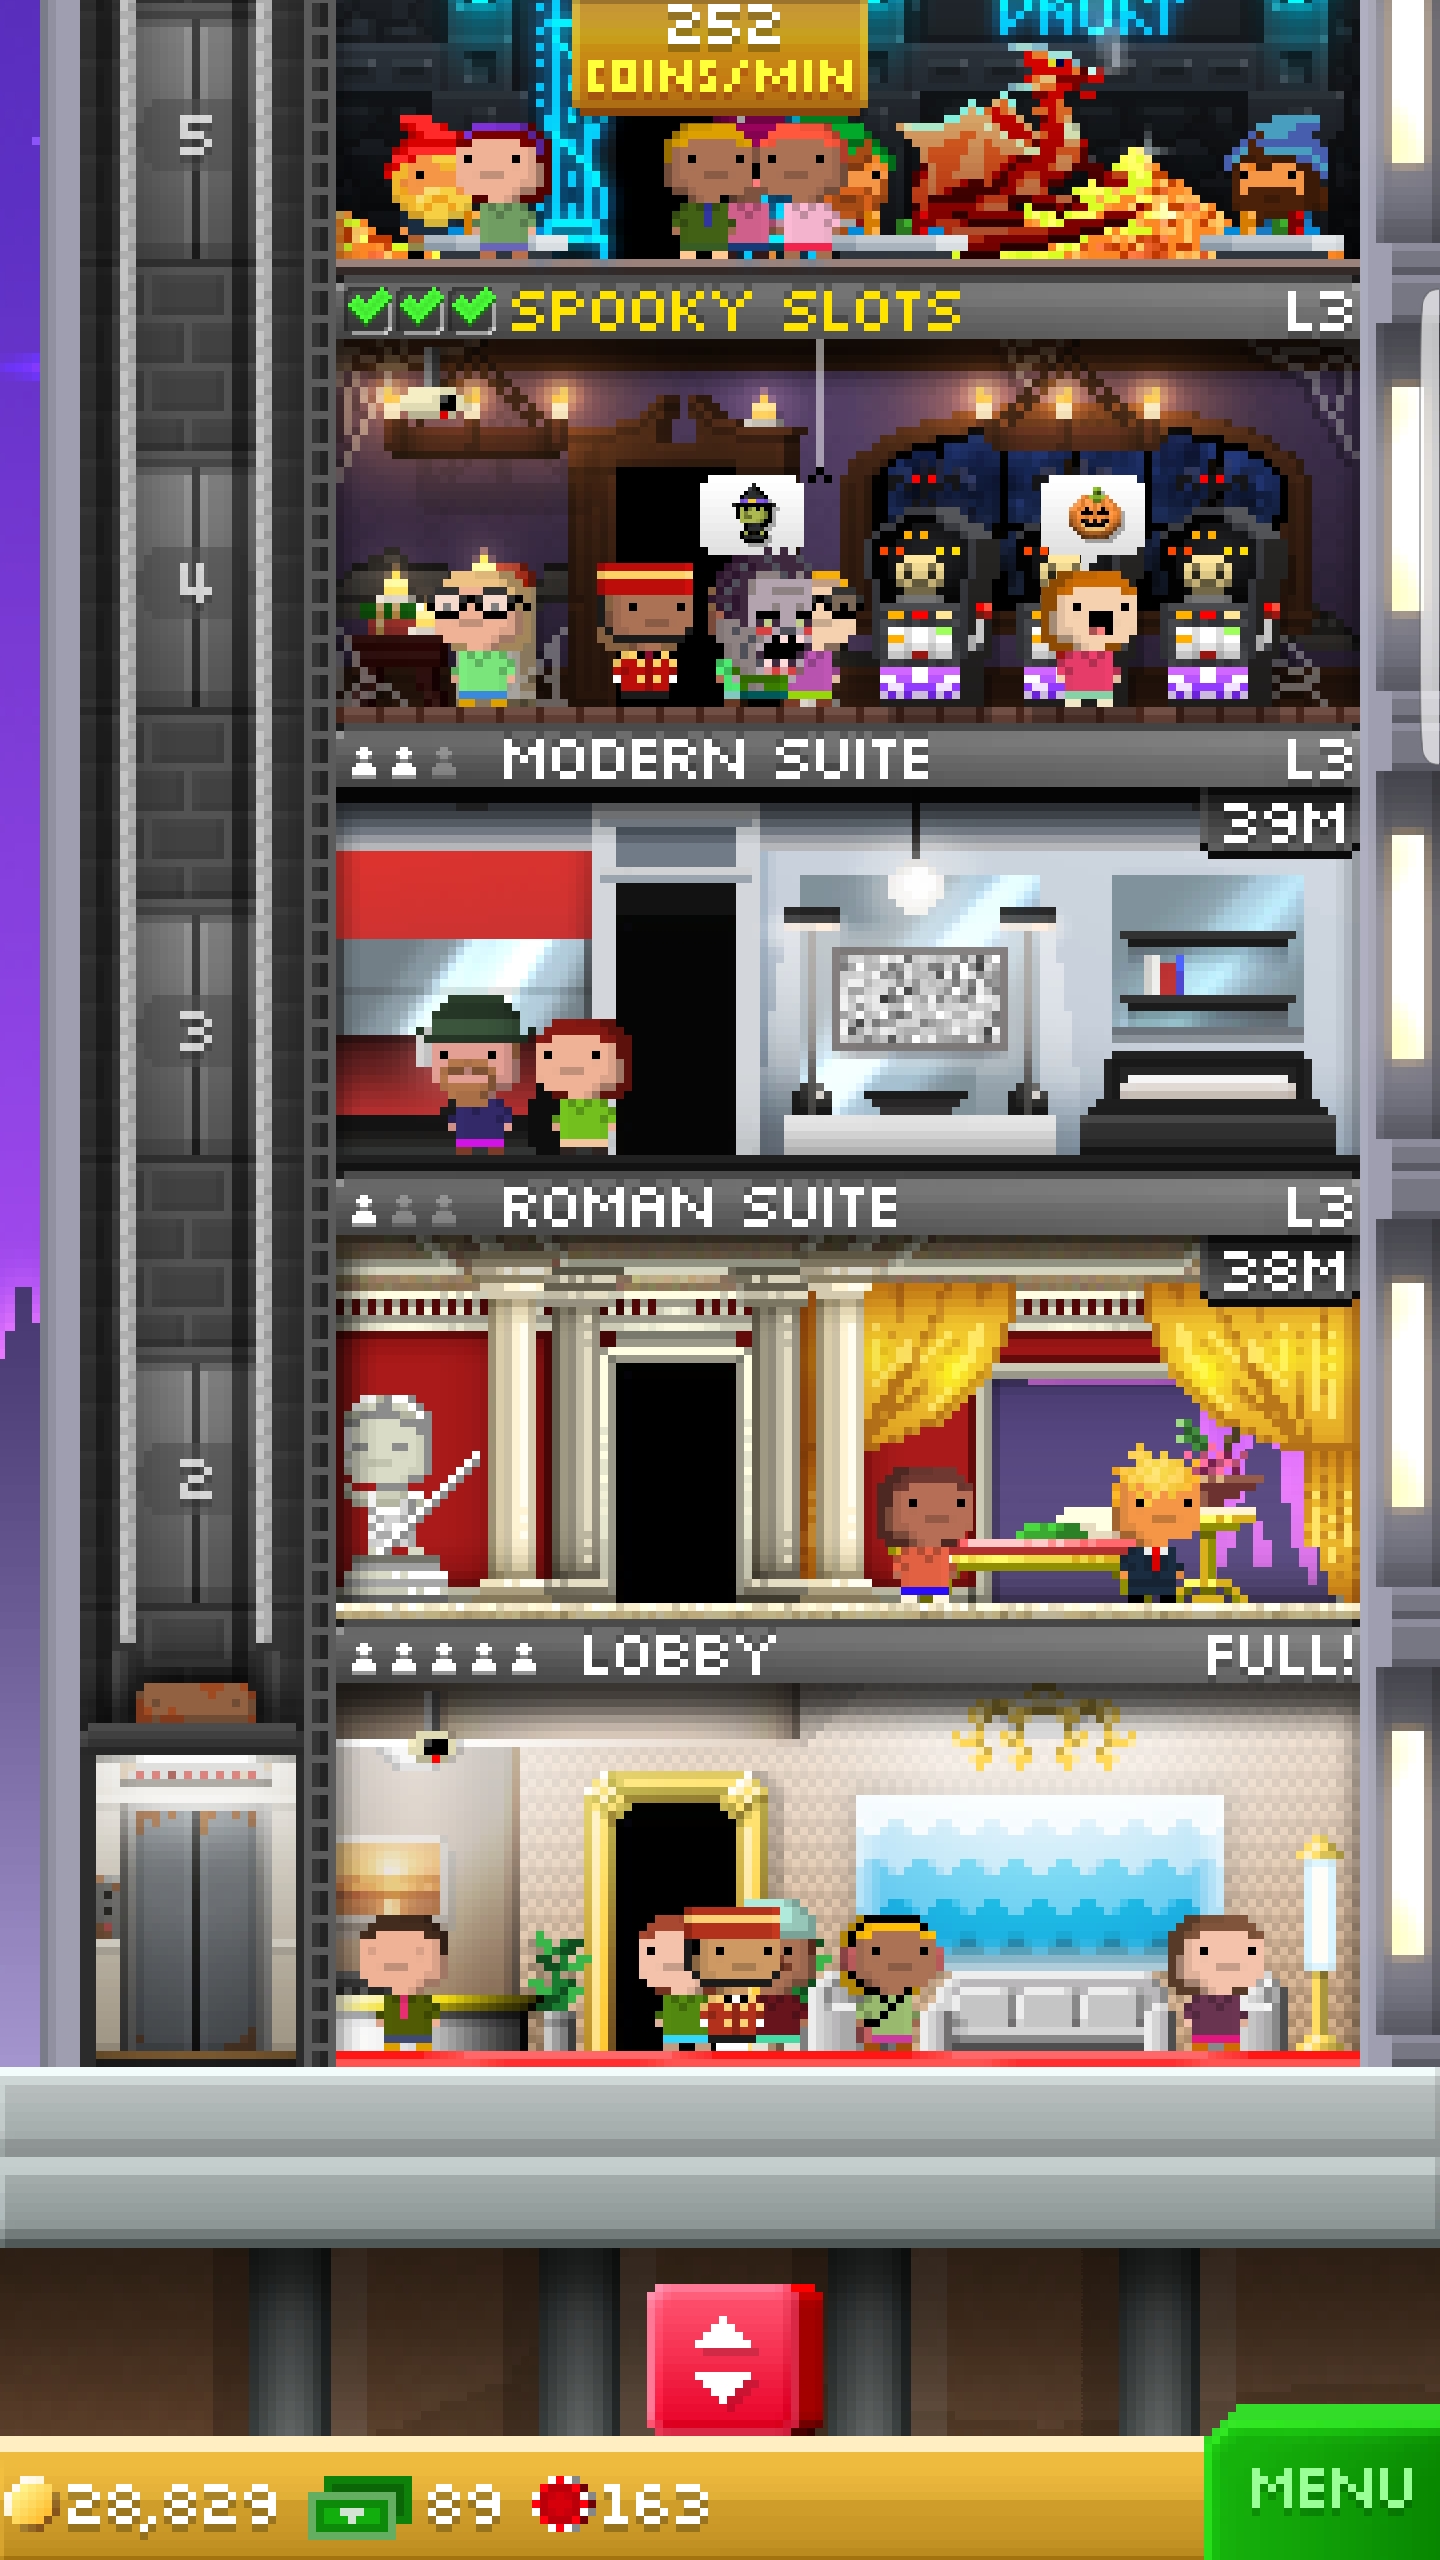 252
COINS/MIN
5
SPOOKY SLOTS L3
4
MODERN SUITE L3
39M
3
ROMAN SUITE L3
38M
2
LOBBY FULL!
28,829 89 163
MENU